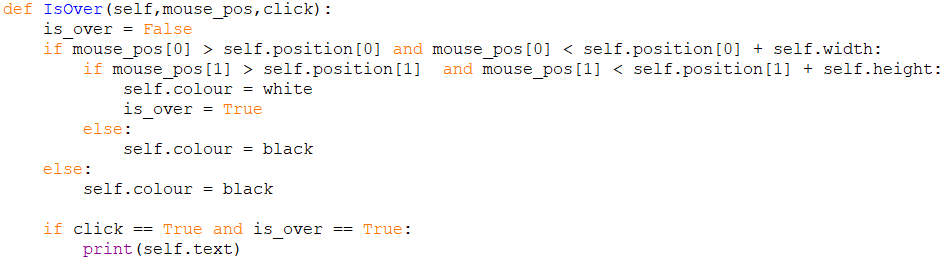 def IsOver(self,mouse_pos,click):
    is_over = False
    if mouse_pos[0] > self.position[0] and mouse_pos[0] < self.position[0] + self.width:
        if mouse_pos[1] > self.position[1]  and mouse_pos[1] < self.position[1] + self.height:
            self.colour = white
            is_over = True
        else:
            self.colour = black
    else:
        self.colour = black

    if click == True and is_over == True:
        print(self.text)